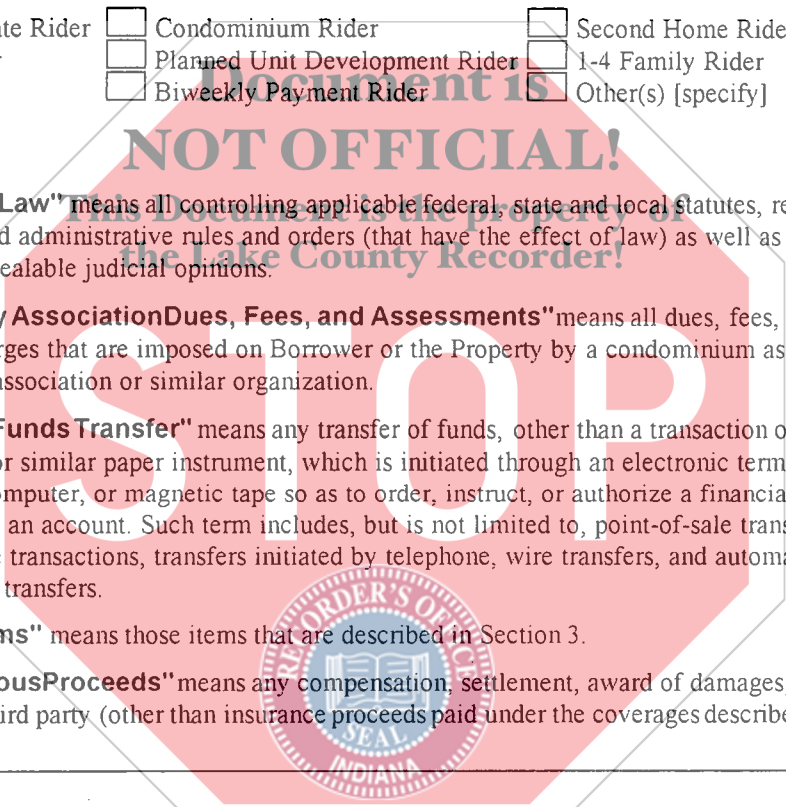 te Rider Condominium Rider Second Home Ride
Planned Unit Development Rider 1-4 Family Rider
Biweekly Payment Rider Other(s) [specify]
Document is
NOT OFFICIAL!
This Document is the property of
the Lake County Recorder!
Law" means all controlling applicable federal, state and local statutes, re
d administrative rules and orders (that have the effect of law) as well as
ealable judicial opinions.
y AssociationDues, Fees, and Assessments" means all dues, fees,
rges that are imposed on Borrower or the Property by a condominium as
association or similar organization.
Funds Transfer" means any transfer of funds, other than a transaction o
or similar paper instrument, which is initiated through an electronic term
mputer, or magnetic tape so as to order, instruct, or authorize a financia
an account. Such term includes, but is not limited to, point-of-sale trans
e transactions, transfers initiated by telephone, wire transfers, and automa
transfers.
STOP
ms" means those items that are described in Section 3.
ousProceeds" means any compensation, settlement, award of damages,
ird party (other than insurance proceeds paid under the coverages describe
RECORDER'S OFFICE
SEAL
INDIANA